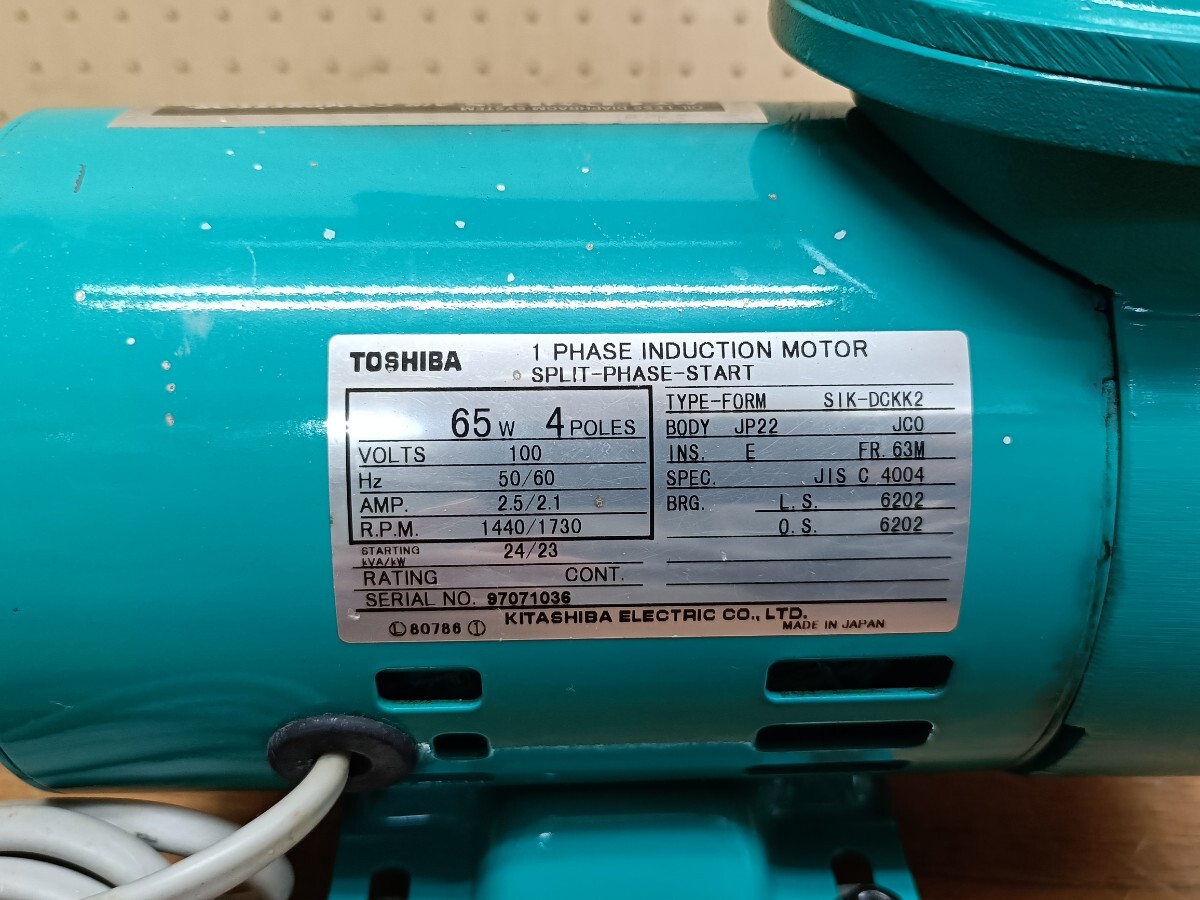 TOSHIBA
1 PHASE INDUCTION MOTOR
SPLIT-PHASE-START
65 W 4 POLES
VOLTS 100
Hz 50/60
AMP. 2.5/2.1
R.P.M. 1440/1730
STARTING kVA/kW 24/23
RATING CONT.
SERIAL NO. 97071036
TYPE-FORM SIK-DCKK2
BODY JP22 JC0
INS. E FR. 63M
SPEC. JIS C 4004
BRG. L.S. 6202
O.S. 6202
Ⓛ80786Ⓘ KITASHIBA ELECTRIC CO., LTD.
MADE IN JAPAN